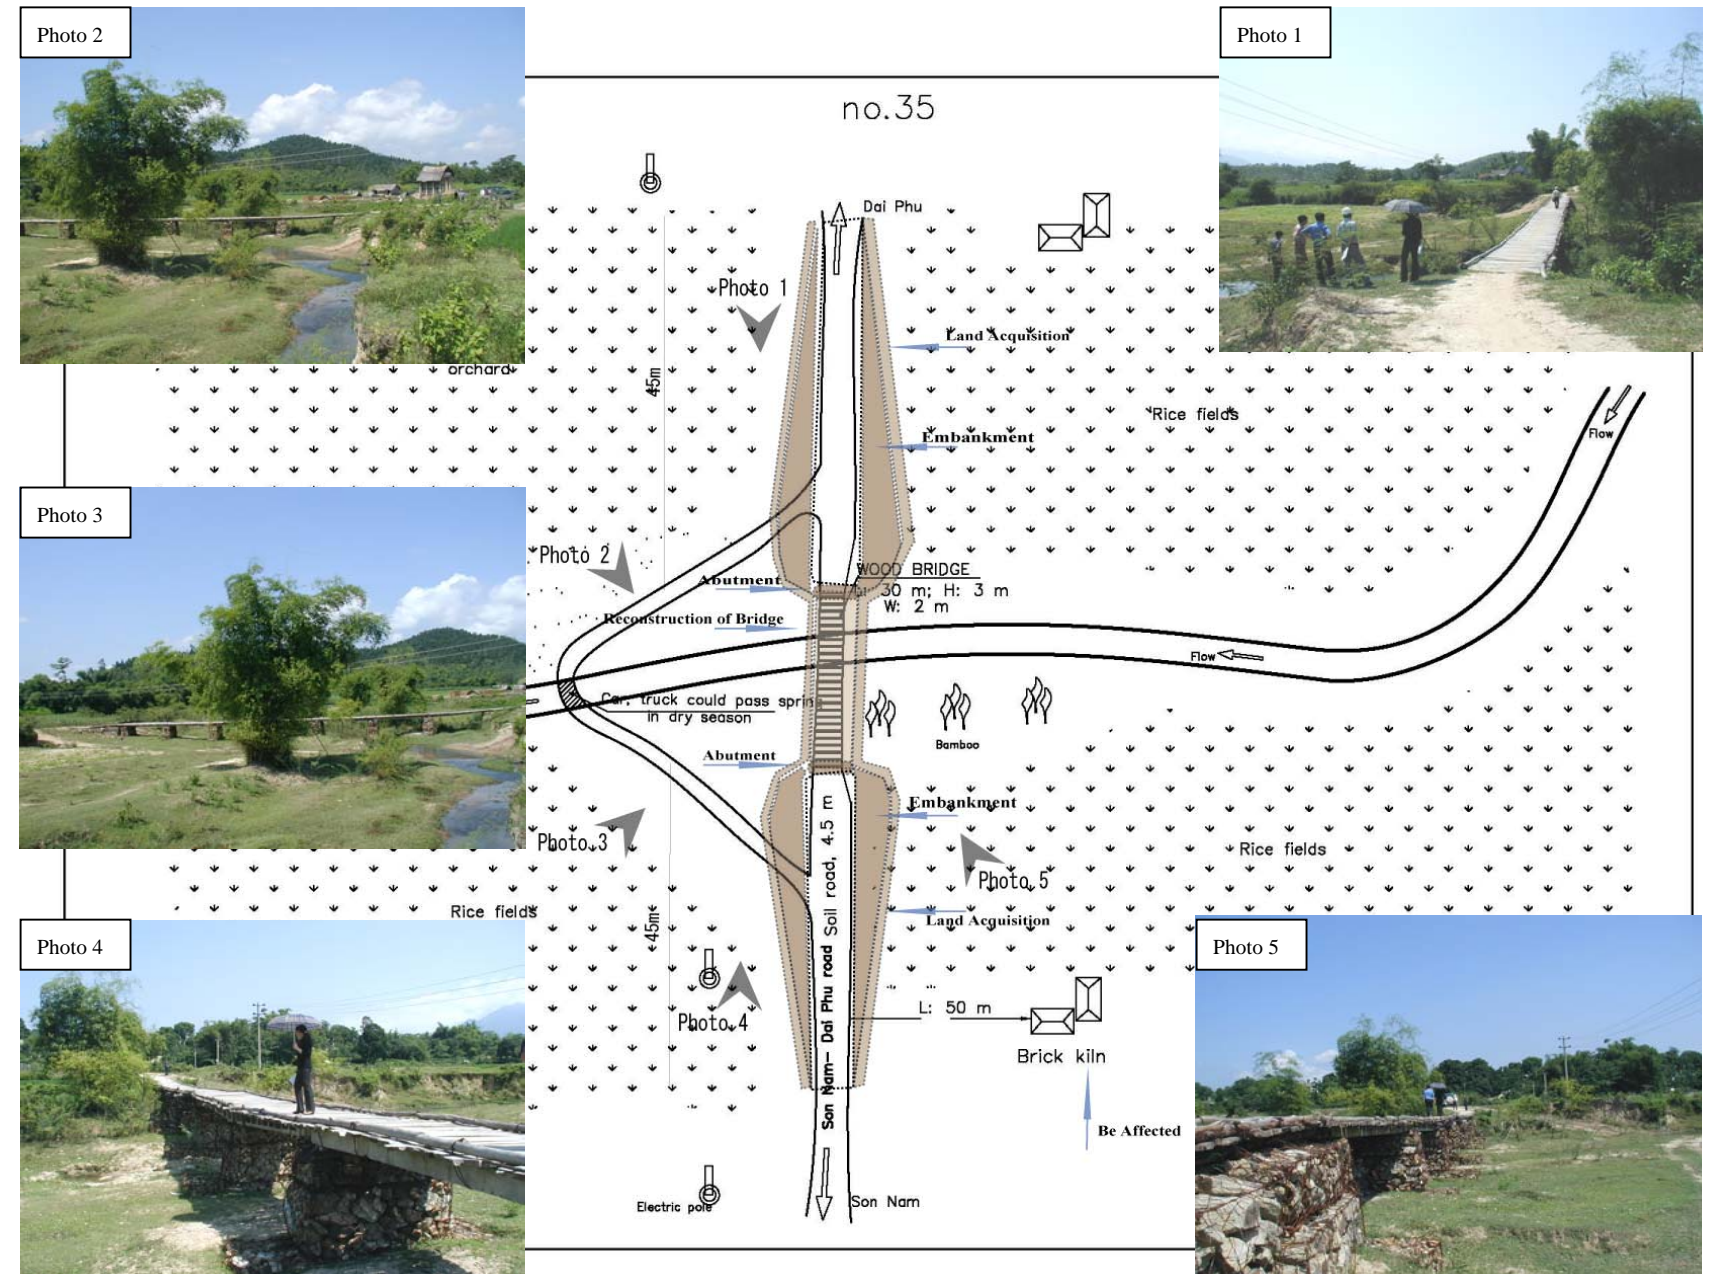 Photo 2
Photo 1
no.35
Dai Phu
Photo 1
Land Acquisition
orchard
45m
Rice fields
Flow
Embankment
Photo 3
Photo 2
WOOD BRIDGE
Abutment
L: 30 m; H: 3 m
W: 2 m
Reconstruction of Bridge
Flow
Car, truck could pass sprin
in dry season
Bamboo
Abutment
Embankment
Photo 3
Rice fields
Photo 5
Rice fields
Land Acquisition
45m
Son Nam- Dai Phu road Soil road, 4.5 m
Photo 4
Photo 5
L: 50 m
Photo 4
Brick kiln
Be Affected
Electric pole
Son Nam